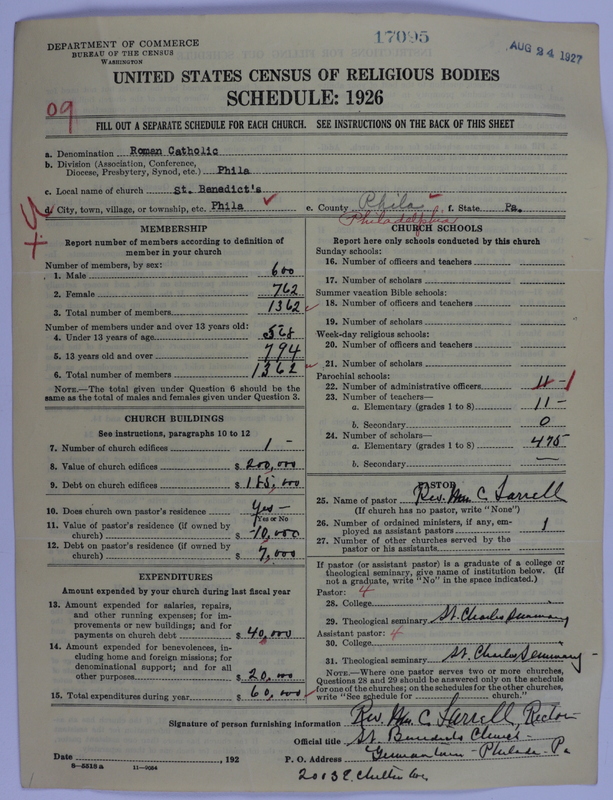 17095
AUG 24 1927
DEPARTMENT OF COMMERCE
BUREAU OF THE CENSUS
WASHINGTON
UNITED STATES CENSUS OF RELIGIOUS BODIES
SCHEDULE: 1926
09
FILL OUT A SEPARATE SCHEDULE FOR EACH CHURCH. SEE INSTRUCTIONS ON THE BACK OF THIS SHEET
a. Denomination Roman Catholic
b. Division (Association, Conference, Diocese, Presbytery, Synod, etc.) Phila
c. Local name of church St. Benedict's
d. City, town, village, or township, etc. Phila e. County Phila f. State Pa.
Philadelphia
MEMBERSHIP
Report number of members according to definition of
member in your church
Number of members, by sex:
1. Male 600
2. Female 762
3. Total number of members 1362
Number of members under and over 13 years old:
4. Under 13 years of age 568
5. 13 years old and over 794
6. Total number of members 1362
NOTE.—The total given under Question 6 should be the
same as the total of males and females given under Question 3.
CHURCH BUILDINGS
See instructions, paragraphs 10 to 12
7. Number of church edifices 1 –
8. Value of church edifices $ 200,000
9. Debt on church edifices $ 185,000
10. Does church own pastor's residence Yes –
(Yes or No)
11. Value of pastor's residence (if owned by
church) $ 10,000
12. Debt on pastor's residence (if owned by
church) $ 7,000
EXPENDITURES
Amount expended by your church during last fiscal year
13. Amount expended for salaries, repairs,
and other running expenses; for im-
provements or new buildings; and for
payments on church debt $ 40,000
14. Amount expended for benevolences, in-
cluding home and foreign missions; for
denominational support; and for all
other purposes $ 20,000
15. Total expenditures during year $ 60,000
CHURCH SCHOOLS
Report here only schools conducted by this church
Sunday schools:
16. Number of officers and teachers
17. Number of scholars
Summer vacation Bible schools:
18. Number of officers and teachers
19. Number of scholars
Week-day religious schools:
20. Number of officers and teachers
21. Number of scholars
Parochial schools:
22. Number of administrative officers 1
23. Number of teachers—
a. Elementary (grades 1 to 8) 11 –
b. Secondary 0
24. Number of scholars—
a. Elementary (grades 1 to 8) 475
b. Secondary —
PASTOR
25. Name of pastor Rev. Wm C. Farrell
(If church has no pastor, write "None")
26. Number of ordained ministers, if any, em-
ployed as assistant pastors 1
27. Number of other churches served by the
pastor or his assistants
If pastor (or assistant pastor) is a graduate of a college or
theological seminary, give name of institution below. (If
not a graduate, write "No" in the space indicated.)
Pastor: 4
28. College
29. Theological seminary St. Charles Seminary
Assistant pastor: 4
30. College
31. Theological seminary St. Charles Seminary –
NOTE.—Where one pastor serves two or more churches,
Questions 28 and 29 should be answered only on the schedule
for one of the churches; on the schedules for the other churches,
write "See schedule for church."
Signature of person furnishing information Rev. Wm C. Farrell, Rector
Official title St. Benedict's Church –
Date , 192 P. O. Address Germantown – Philada – Pa
8—5518 a 11—9054
2013 E. Chelten Ave